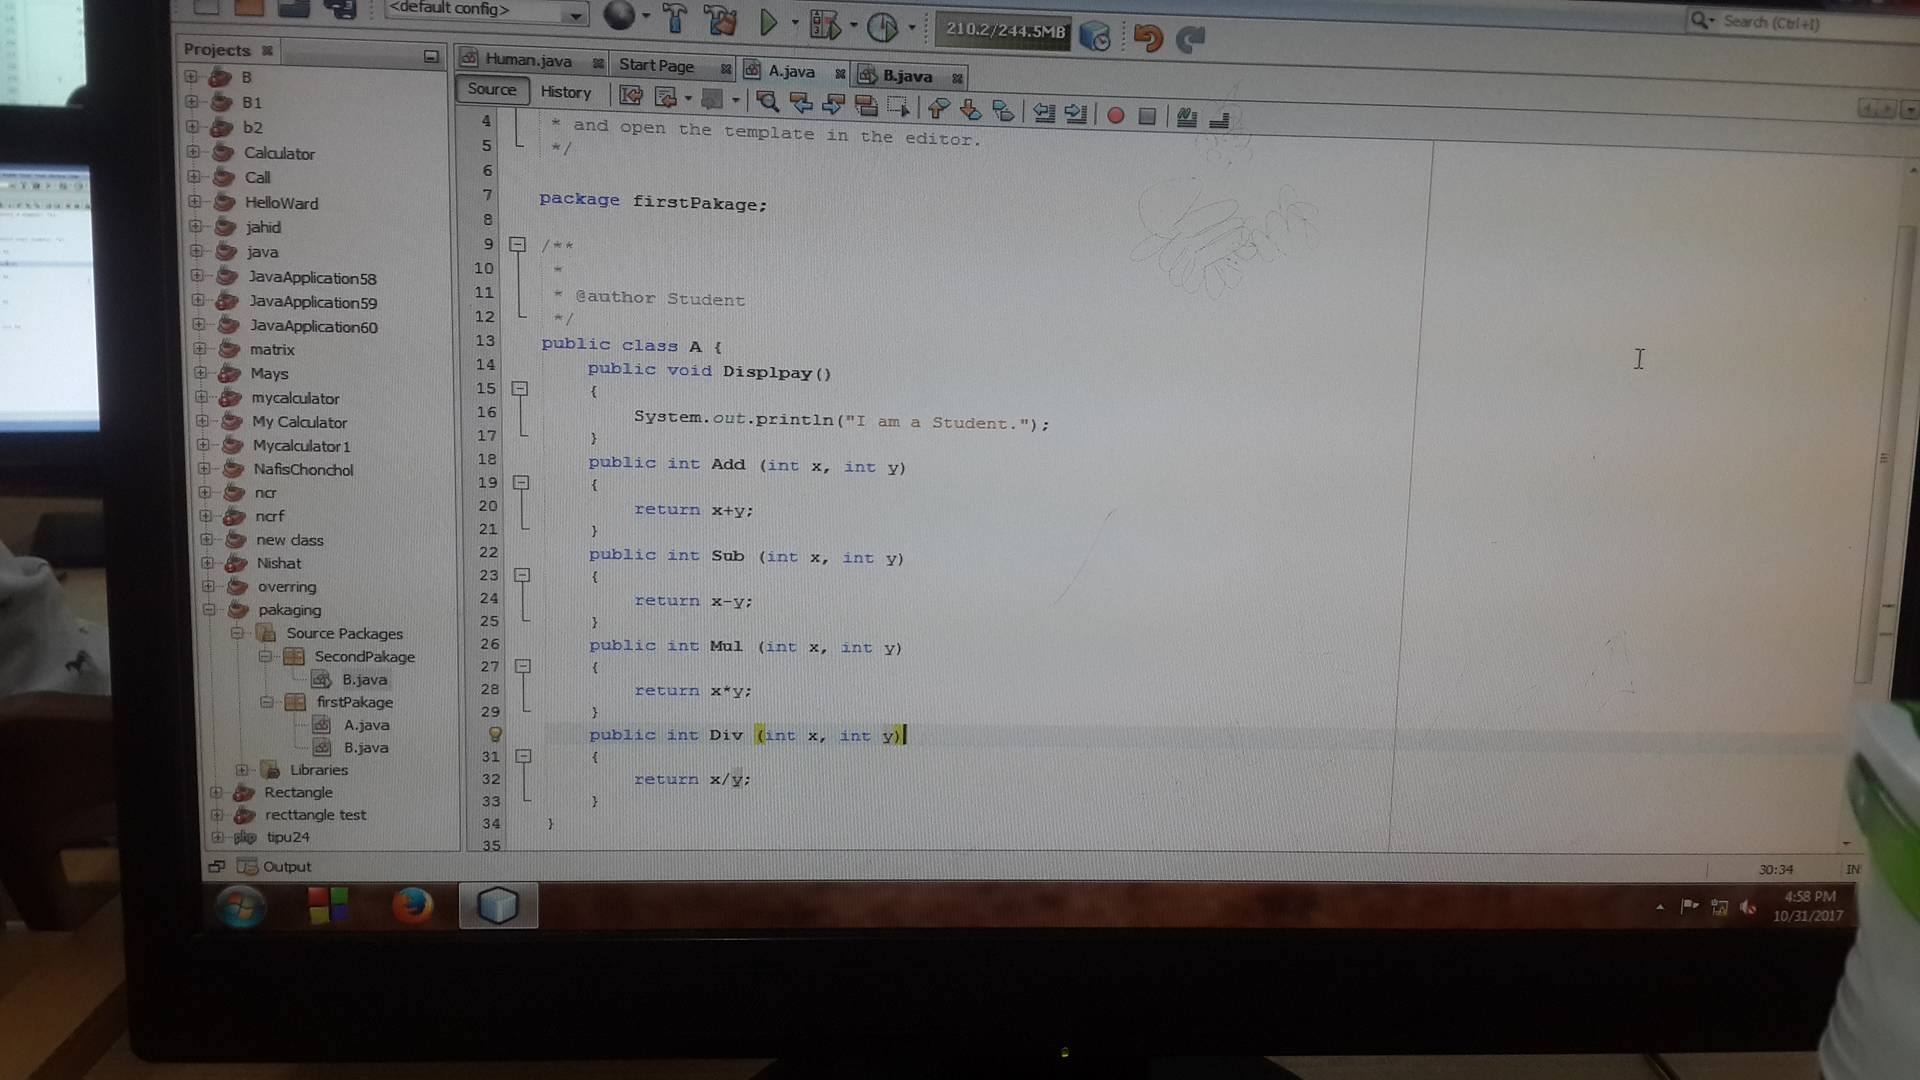 <default config>
210.2/244.5MB
Search (Ctrl+I)
Projects
B
B1
b2
Calculator
Call
HelloWard
jahid
java
JavaApplication58
JavaApplication59
JavaApplication60
matrix
Mays
mycalculator
My Calculator
Mycalculator1
NafisChonchol
ncr
ncrf
new class
Nishat
overring
pakaging
Source Packages
SecondPakage
B.java
firstPakage
A.java
B.java
Libraries
Rectangle
recttangle test
tipu24
Human.java Start Page A.java B.java
Source History
4 * and open the template in the editor.
5 */
6
7 package firstPakage;
8
9 /**
10 *
11 * @author Student
12 */
13 public class A {
14 public void Displpay()
15 {
16 System.out.println("I am a Student.");
17 }
18 public int Add (int x, int y)
19 {
20 return x+y;
21 }
22 public int Sub (int x, int y)
23 {
24 return x-y;
25 }
26 public int Mul (int x, int y)
27 {
28 return x*y;
29 }
public int Div (int x, int y)
31 {
32 return x/y;
33 }
34 }
35
Output
30:34 IN
4:58 PM
10/31/2017